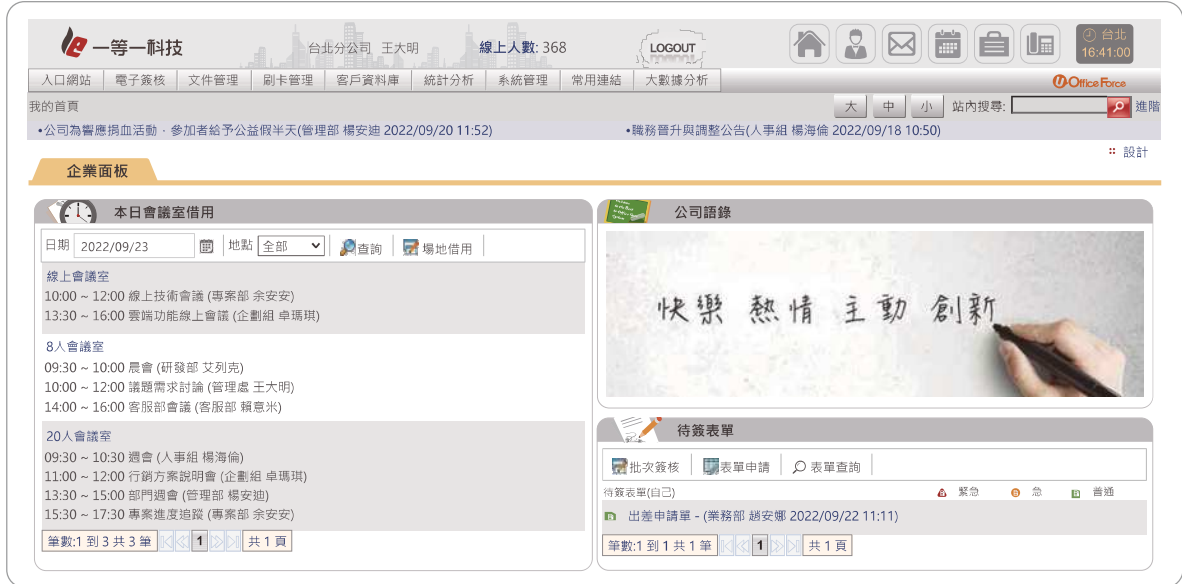 一等一科技
台北分公司 王大明
線上人數: 368
LOGOUT
台北
16:41:00
入口網站 電子簽核 文件管理 刷卡管理 客戶資料庫 統計分析 系統管理 常用連結 大數據分析
Office Force
我的首頁
大 中 小 站內搜尋: 進階
•公司為響應捐血活動，參加者給予公益假半天(管理部 楊安迪 2022/09/20 11:52)
•職務晉升與調整公告(人事組 楊海倫 2022/09/18 10:50)
設計
企業面板
本日會議室借用
日期 2022/09/23 地點 全部 查詢 場地借用
線上會議室
10:00 ~ 12:00 線上技術會議 (專案部 余安安)
13:30 ~ 16:00 雲端功能線上會議 (企劃組 卓瑪琪)
8人會議室
09:30 ~ 10:00 晨會 (研發部 艾列克)
10:00 ~ 12:00 議題需求討論 (管理處 王大明)
14:00 ~ 16:00 客服部會議 (客服部 賴意米)
20人會議室
09:30 ~ 10:30 週會 (人事組 楊海倫)
11:00 ~ 12:00 行銷方案說明會 (企劃組 卓瑪琪)
13:30 ~ 15:00 部門週會 (管理部 楊安迪)
15:30 ~ 17:30 專案進度追蹤 (專案部 余安安)
筆數:1 到 3 共 3 筆 1 共 1 頁
公司語錄
快樂 熱情 主動 創新
待簽表單
批次簽核 表單申請 表單查詢
待簽表單(自己) 緊急 急 普通
出差申請單 - (業務部 趙安娜 2022/09/22 11:11)
筆數:1 到 1 共 1 筆 1 共 1 頁